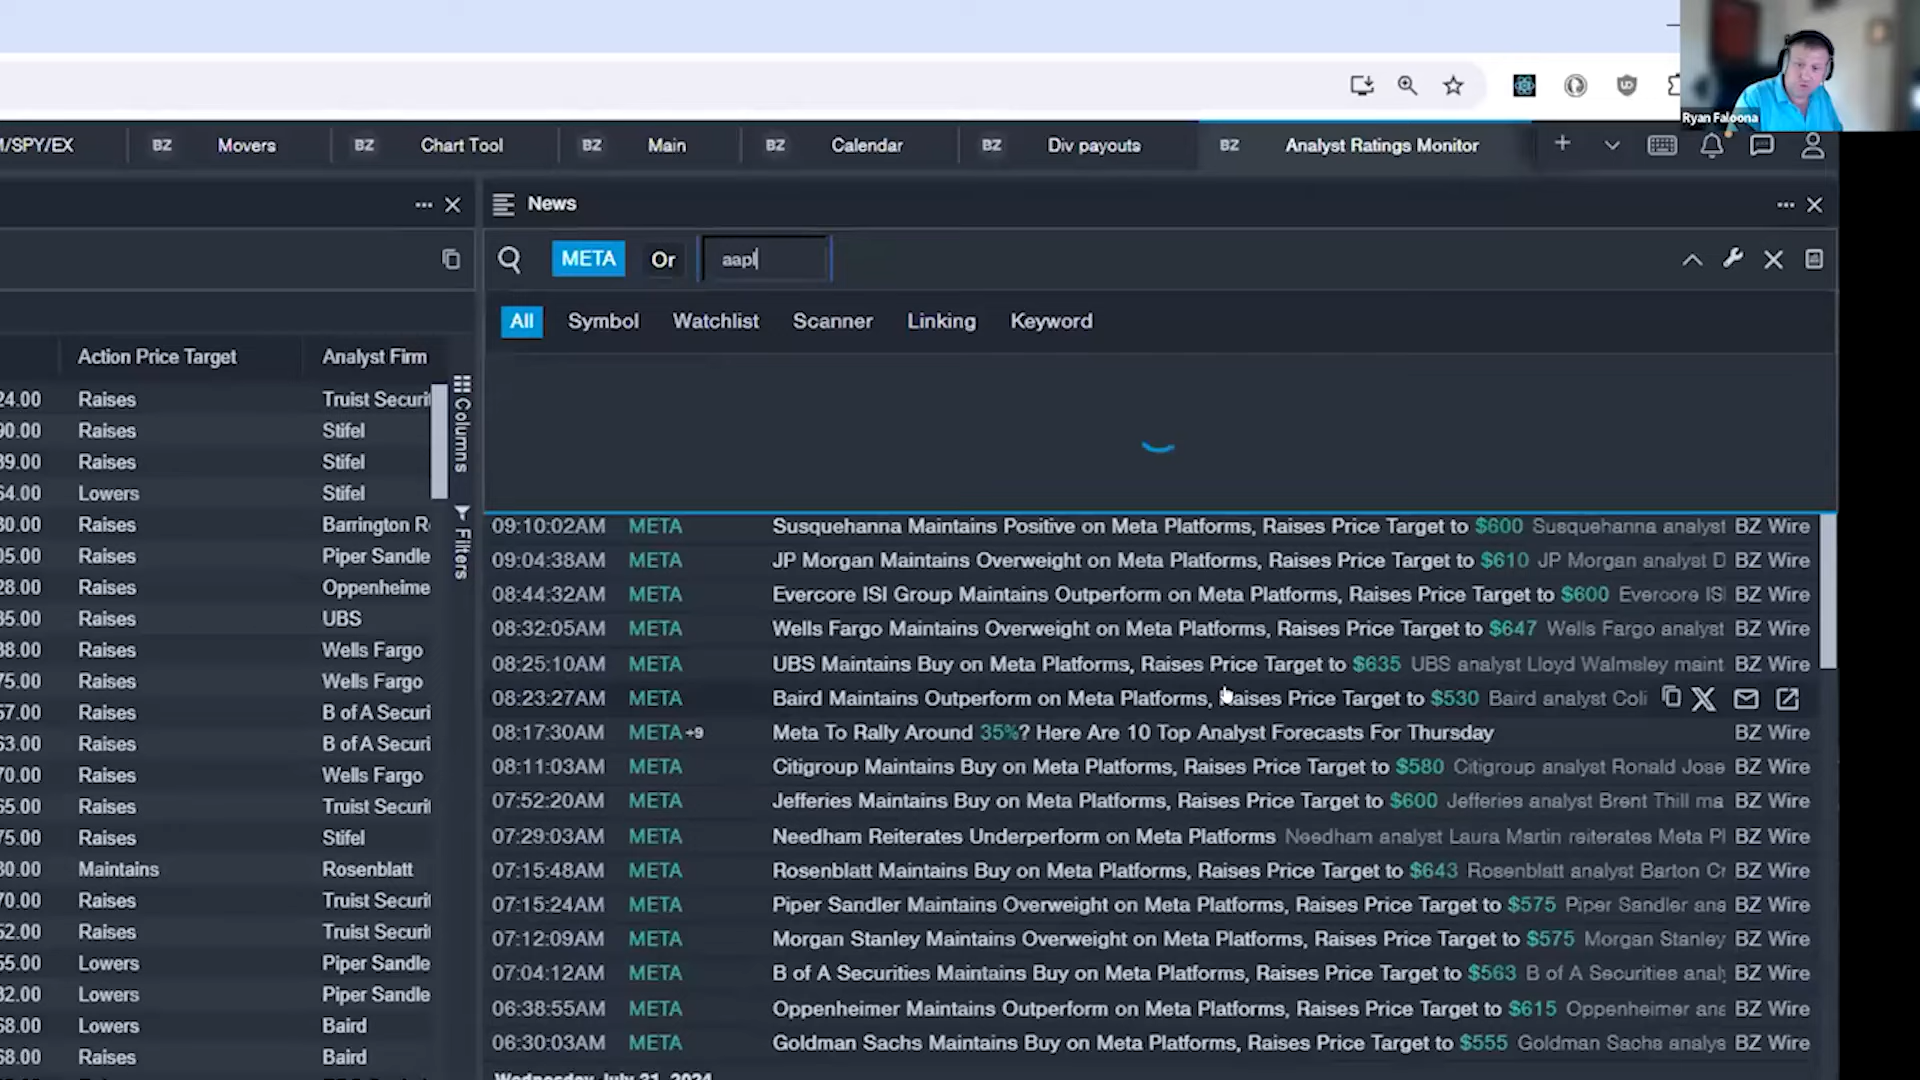 Ryan Faloona
M/SPY/EX BZ Movers BZ Chart Tool BZ Main BZ Calendar BZ Div payouts BZ Analyst Ratings Monitor
News
META Or aapl
All Symbol Watchlist Scanner Linking Keyword
Action Price Target Analyst Firm
24.00 Raises Truist Securit
90.00 Raises Stifel
39.00 Raises Stifel
64.00 Lowers Stifel
30.00 Raises Barrington R
05.00 Raises Piper Sandle
28.00 Raises Oppenheime
35.00 Raises UBS
38.00 Raises Wells Fargo
75.00 Raises Wells Fargo
57.00 Raises B of A Securi
63.00 Raises B of A Securi
70.00 Raises Wells Fargo
65.00 Raises Truist Securit
75.00 Raises Stifel
30.00 Maintains Rosenblatt
70.00 Raises Truist Securit
52.00 Raises Truist Securit
55.00 Lowers Piper Sandle
32.00 Lowers Piper Sandle
68.00 Lowers Baird
68.00 Raises Baird
Columns
Filters
09:10:02AM META Susquehanna Maintains Positive on Meta Platforms, Raises Price Target to $600 Susquehanna analyst BZ Wire
09:04:38AM META JP Morgan Maintains Overweight on Meta Platforms, Raises Price Target to $610 JP Morgan analyst D BZ Wire
08:44:32AM META Evercore ISI Group Maintains Outperform on Meta Platforms, Raises Price Target to $600 Evercore ISI BZ Wire
08:32:05AM META Wells Fargo Maintains Overweight on Meta Platforms, Raises Price Target to $647 Wells Fargo analyst BZ Wire
08:25:10AM META UBS Maintains Buy on Meta Platforms, Raises Price Target to $635 UBS analyst Lloyd Walmsley maint BZ Wire
08:23:27AM META Baird Maintains Outperform on Meta Platforms, Raises Price Target to $530 Baird analyst Coli
08:17:30AM META +9 Meta To Rally Around 35%? Here Are 10 Top Analyst Forecasts For Thursday BZ Wire
08:11:03AM META Citigroup Maintains Buy on Meta Platforms, Raises Price Target to $580 Citigroup analyst Ronald Jose BZ Wire
07:52:20AM META Jefferies Maintains Buy on Meta Platforms, Raises Price Target to $600 Jefferies analyst Brent Thill ma BZ Wire
07:29:03AM META Needham Reiterates Underperform on Meta Platforms Needham analyst Laura Martin reiterates Meta Pl BZ Wire
07:15:48AM META Rosenblatt Maintains Buy on Meta Platforms, Raises Price Target to $643 Rosenblatt analyst Barton Cr BZ Wire
07:15:24AM META Piper Sandler Maintains Overweight on Meta Platforms, Raises Price Target to $575 Piper Sandler ana BZ Wire
07:12:09AM META Morgan Stanley Maintains Overweight on Meta Platforms, Raises Price Target to $575 Morgan Stanley BZ Wire
07:04:12AM META B of A Securities Maintains Buy on Meta Platforms, Raises Price Target to $563 B of A Securities analy BZ Wire
06:38:55AM META Oppenheimer Maintains Outperform on Meta Platforms, Raises Price Target to $615 Oppenheimer ana BZ Wire
06:30:03AM META Goldman Sachs Maintains Buy on Meta Platforms, Raises Price Target to $555 Goldman Sachs analys BZ Wire
Wednesday, July 31, 2024